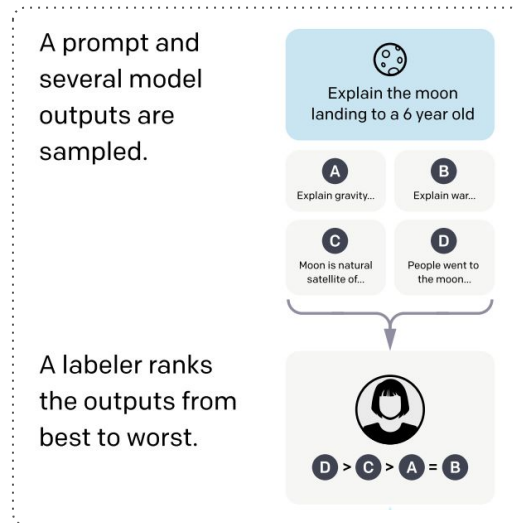 A prompt and
several model
outputs are
sampled.
Explain the moon
landing to a 6 year old
A
Explain gravity...
B
Explain war...
C
Moon is natural
satellite of...
D
People went to
the moon...
A labeler ranks
the outputs from
best to worst.
D > C > A = B